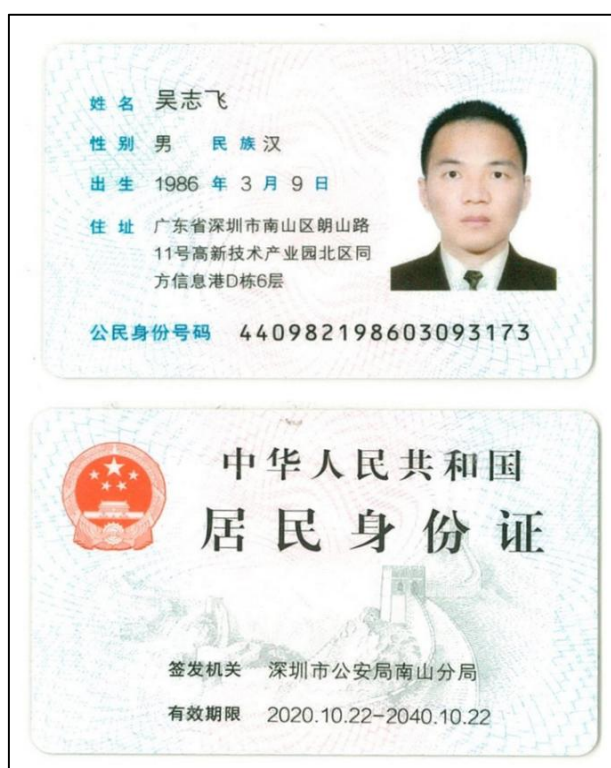 姓名 吴志飞
性别 男 民族 汉
出生 1986 年 3 月 9 日
住址 广东省深圳市南山区朗山路
11号高新技术产业园北区同
方信息港D栋6层
公民身份号码 440982198603093173
中华人民共和国
居民身份证
签发机关 深圳市公安局南山分局
有效期限 2020.10.22-2040.10.22